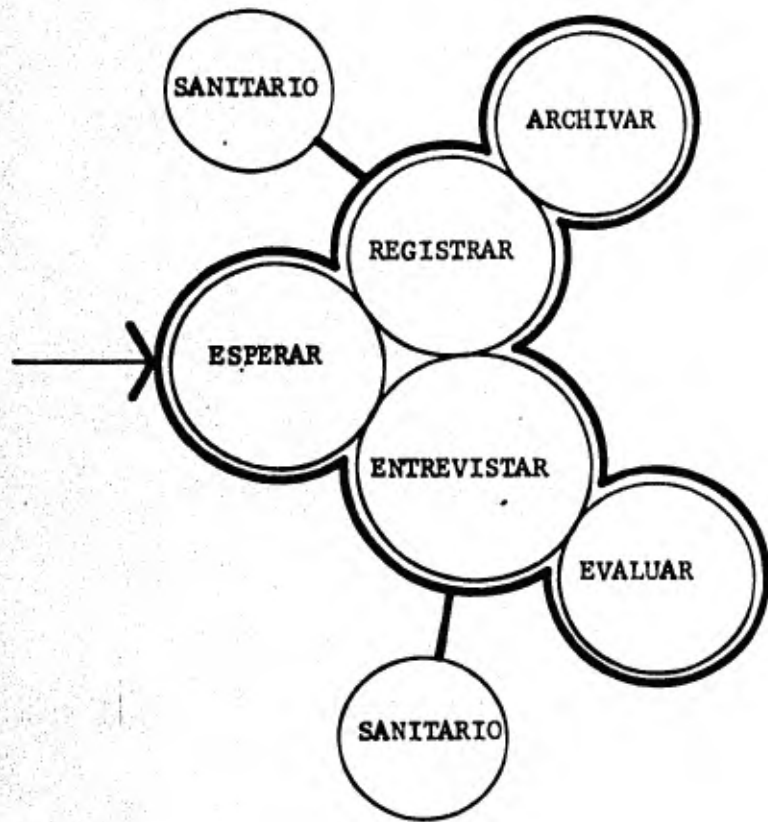 SANITARIO
ARCHIVAR
REGISTRAR
ESPERAR
ENTREVISTAR
EVALUAR
SANITARIO